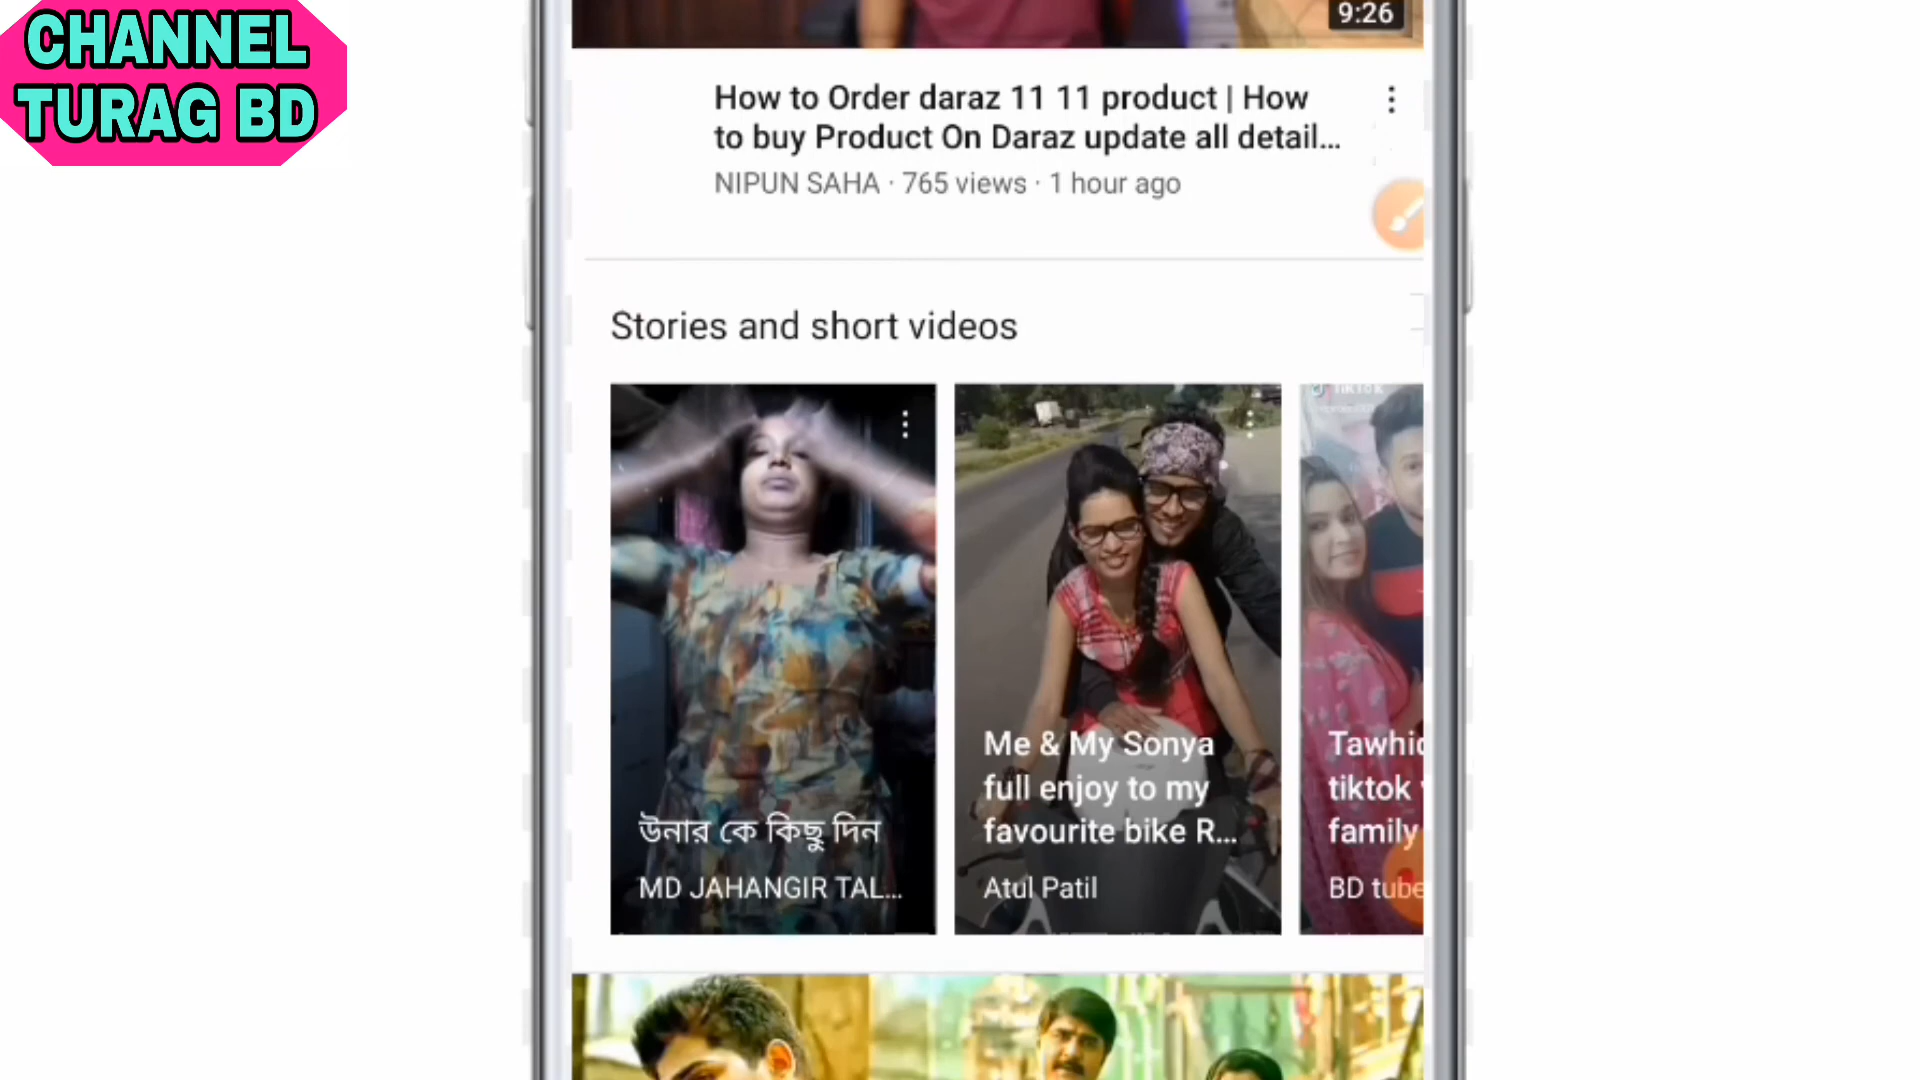 CHANNEL
TURAG BD
9:26
How to Order daraz 11 11 product | How
to buy Product On Daraz update all detail...
NIPUN SAHA · 765 views · 1 hour ago
Stories and short videos
উনার কে কিছু দিন
MD JAHANGIR TAL...
Me & My Sonya
full enjoy to my
favourite bike R...
Atul Patil
TikTok
tiktok
family
BD tube